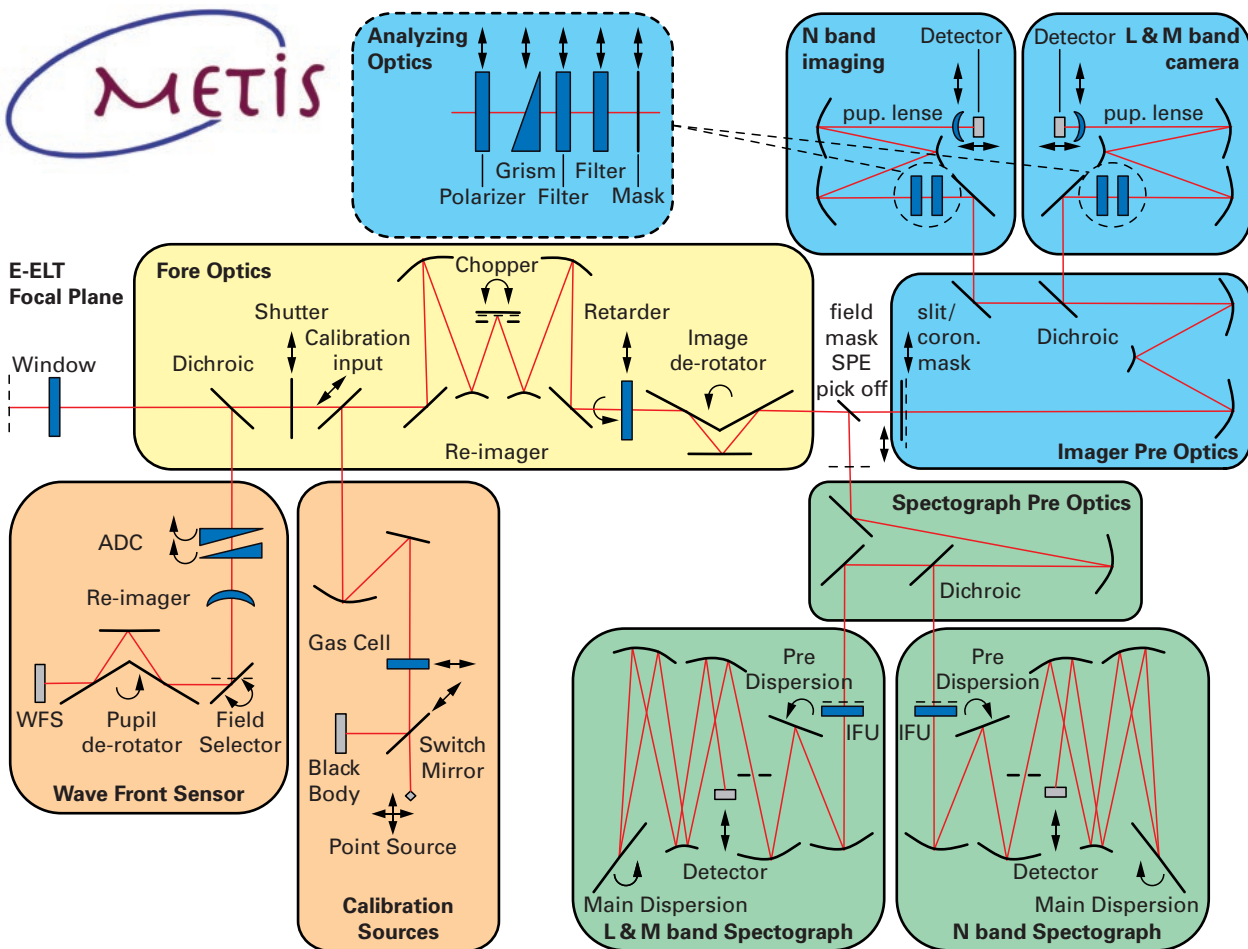 METIS
Analyzing
Optics
Grism
Filter
Polarizer
Filter
Mask
N band
imaging
Detector
pup. lense
L & M band
camera
Detector
pup. lense
E-ELT
Focal Plane
Window
Fore Optics
Shutter
Dichroic
Calibration
input
Chopper
Retarder
Image
de-rotator
Re-imager
field
mask
SPE
pick off
slit/
coron.
mask
Dichroic
Imager Pre Optics
ADC
Re-imager
WFS
Pupil
de-rotator
Field
Selector
Wave Front Sensor
Gas Cell
Switch
Mirror
Black
Body
Point Source
Calibration
Sources
Spectograph Pre Optics
Dichroic
Pre
Dispersion
IFU
Detector
Main Dispersion
L & M band Spectograph
Pre
Dispersion
IFU
Detector
Main Dispersion
N band Spectograph